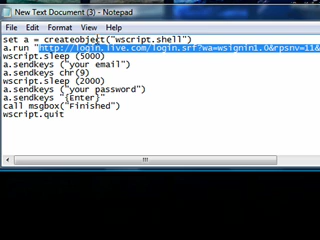 New Text Document (3) - Notepad
File Edit Format View Help
set a = createobject("wscript.shell")
a.run "http://login.live.com/login.srf?wa=wsignin1.0&rpsnv=11&
wscript.sleep (5000)
a.sendkeys ("your email")
a.sendkeys chr(9)
wscript.sleep (2000)
a.sendkeys ("your password")
a.sendkeys "{Enter}"
call msgbox("Finished")
wscript.quit